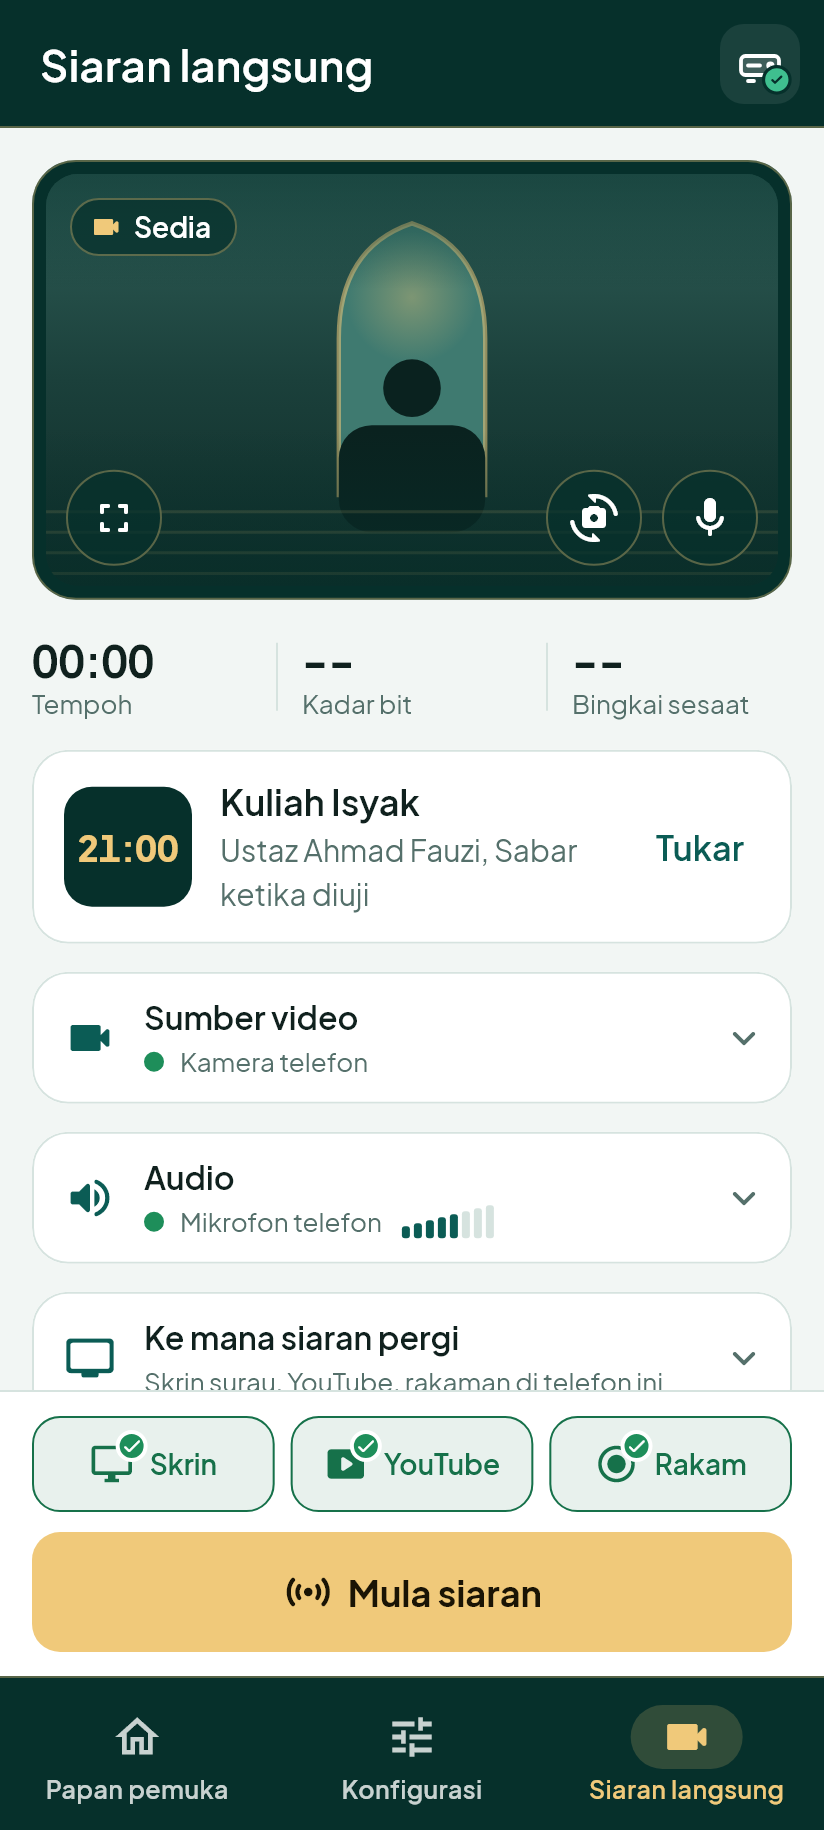 Siaran langsung
Sedia
00:00
Tempoh
--
Kadar bit
--
Bingkai sesaat
21:00
Kuliah Isyak
Ustaz Ahmad Fauzi, Sabar
ketika diuji
Tukar
Sumber video
Kamera telefon
Audio
Mikrofon telefon
Ke mana siaran pergi
Skrin surau, YouTube, rakaman di telefon ini
Skrin
YouTube
Rakam
Mula siaran
Papan pemuka
Konfigurasi
Siaran langsung